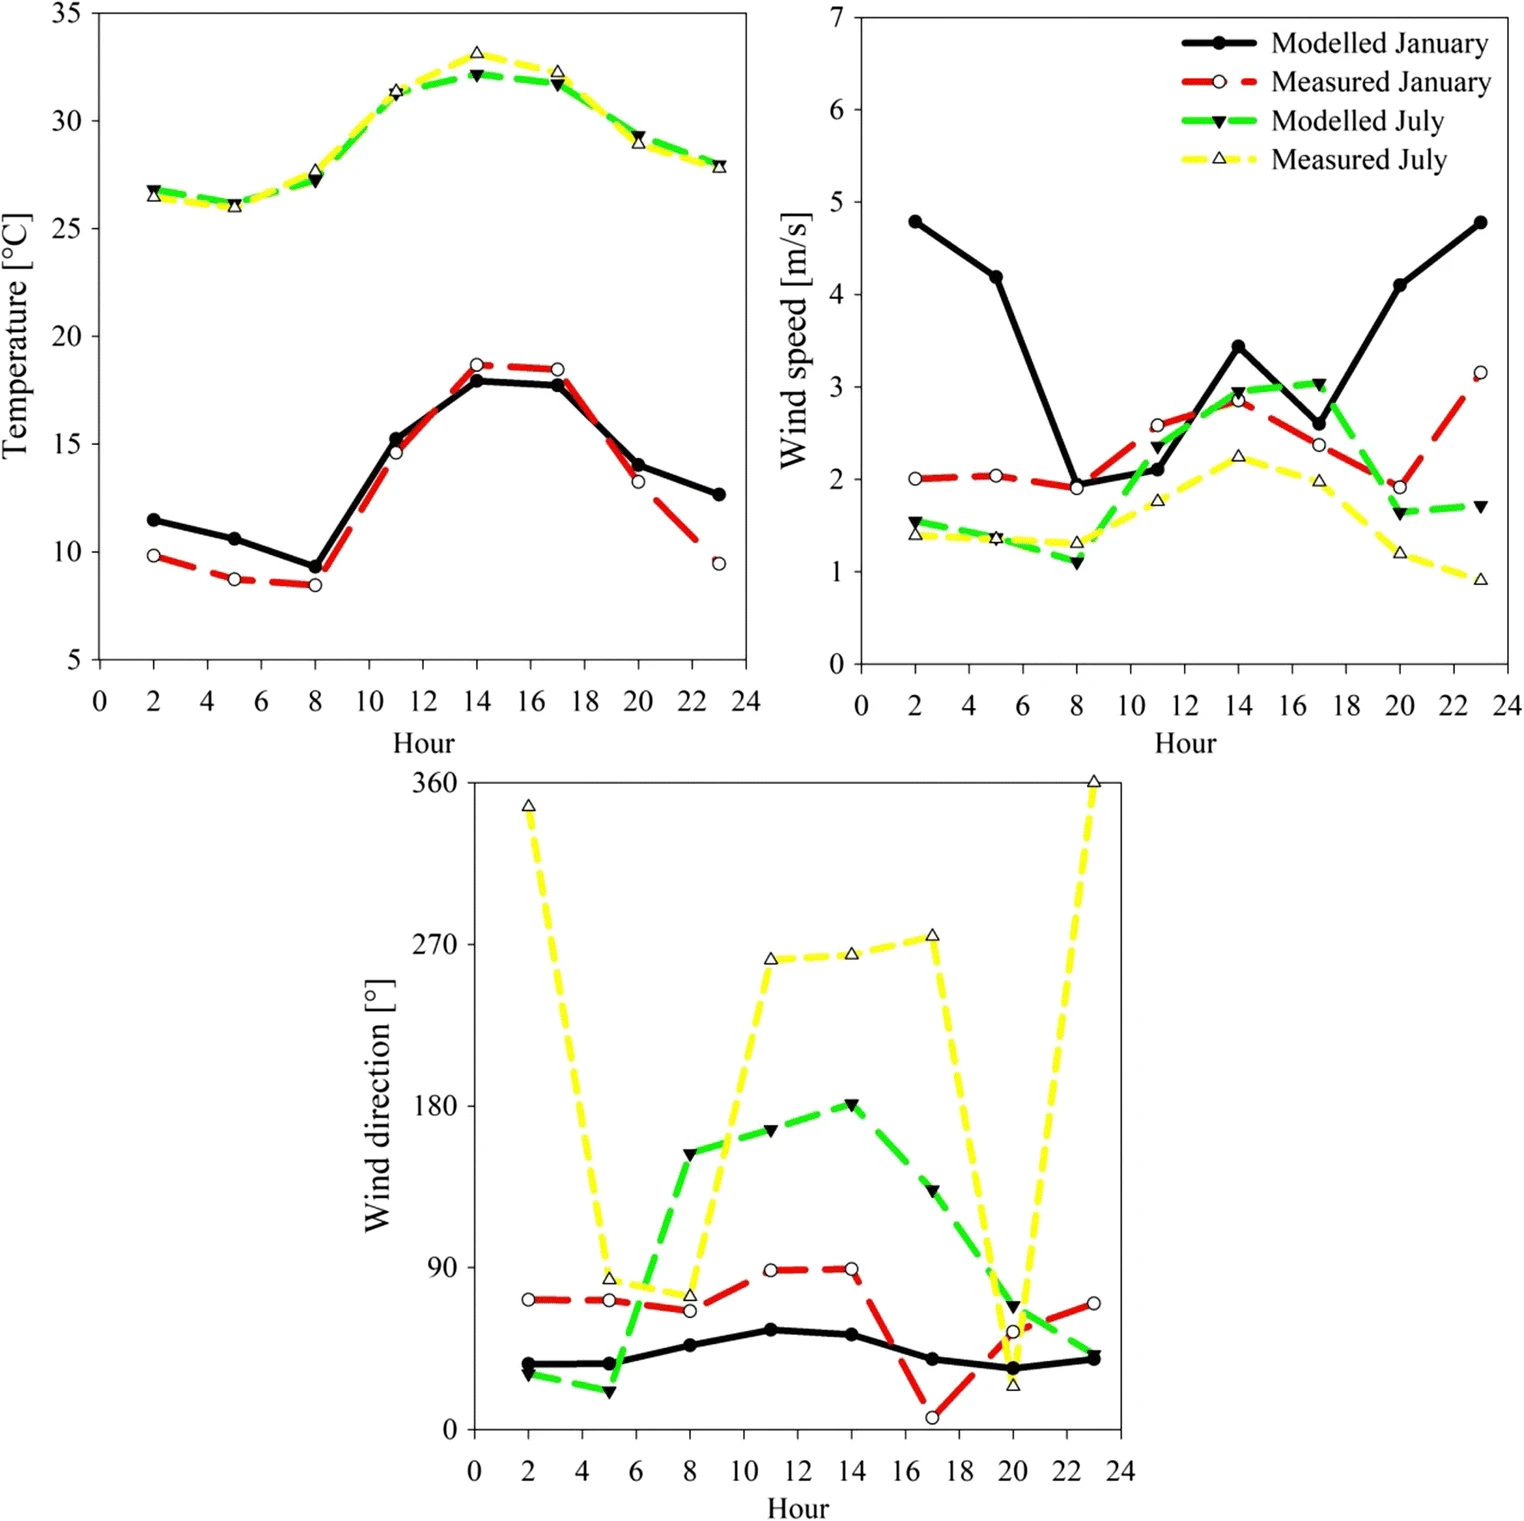 35
30
25
20
15
10
5
Temperature [°C]
0 2 4 6 8 10 12 14 16 18 20 22 24
Hour
7
6
5
4
3
2
1
0
Wind speed [m/s]
Modelled January
Measured January
Modelled July
Measured July
0 2 4 6 8 10 12 14 16 18 20 22 24
Hour
360
270
180
90
0
Wind direction [°]
0 2 4 6 8 10 12 14 16 18 20 22 24
Hour